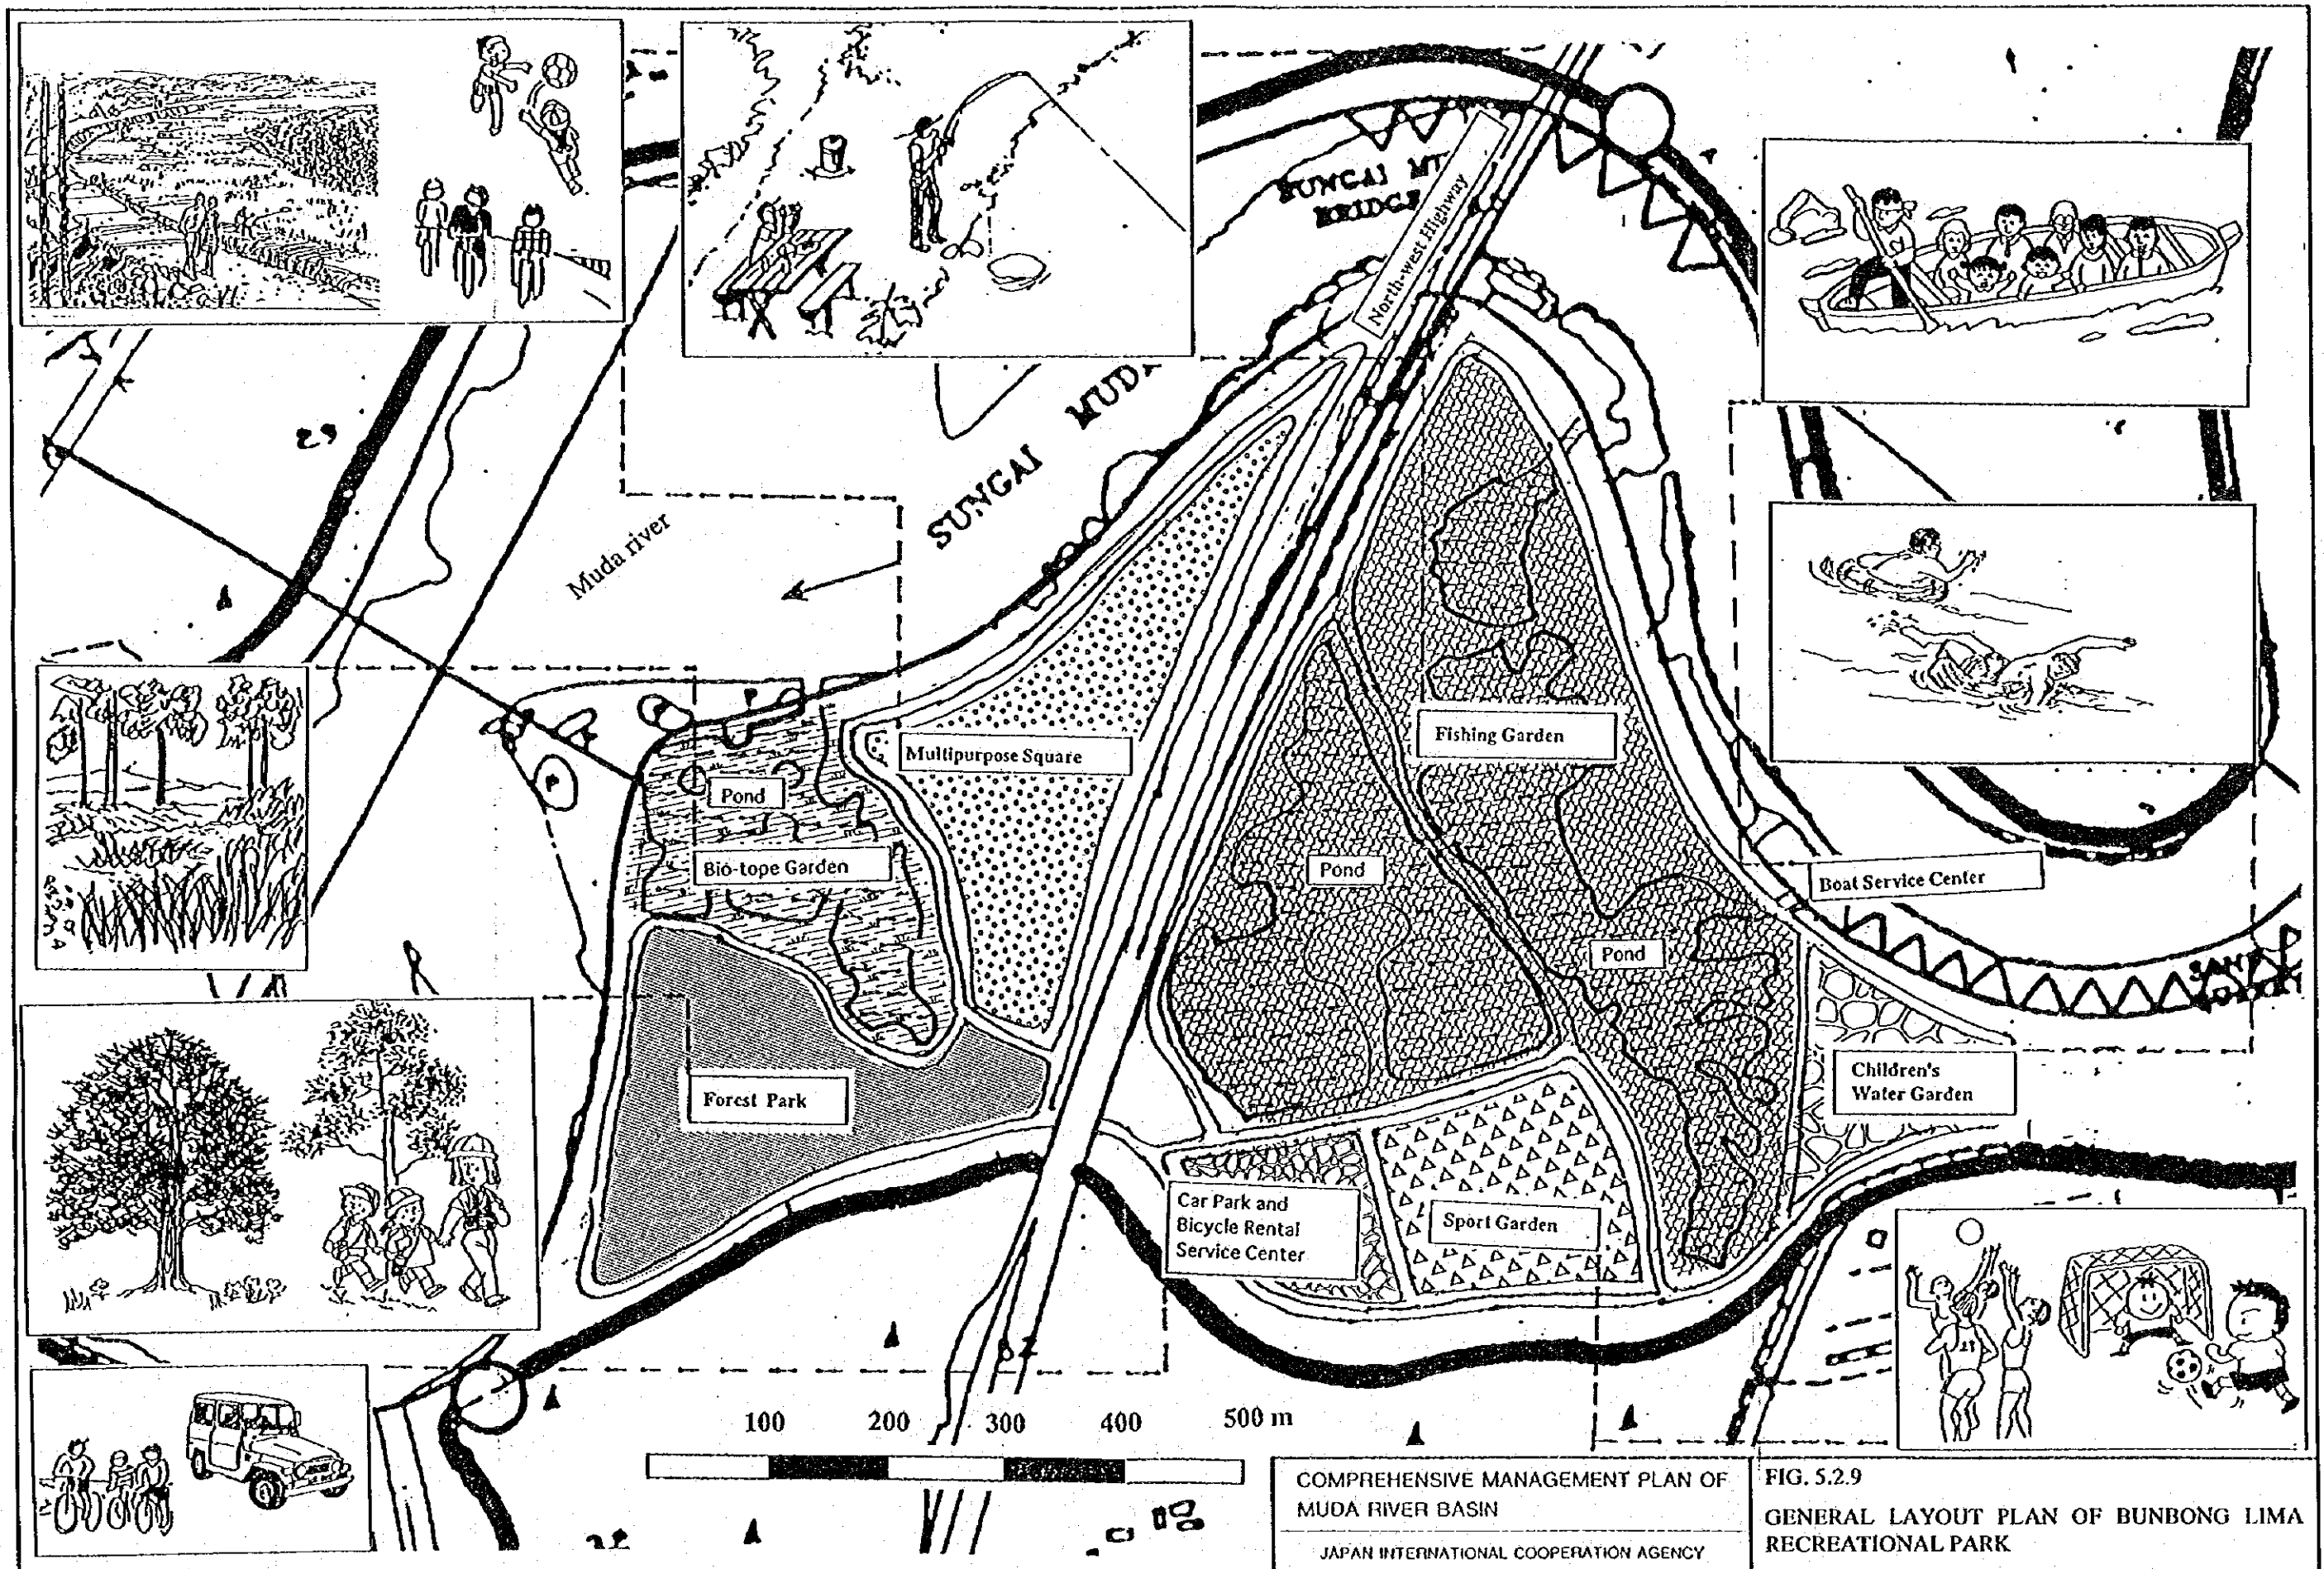 SUNGAI MUDA
BRIDGE
North-west Highway
SUNGAI MUDA
Muda river
Multipurpose Square
Fishing Garden
Pond
Bio-tope Garden
Pond
Boat Service Center
Pond
SAND
Children's
Water Garden
Forest Park
Car Park and
Bicycle Rental
Service Center
Sport Garden
100 200 300 400 500 m
COMPREHENSIVE MANAGEMENT PLAN OF
MUDA RIVER BASIN
JAPAN INTERNATIONAL COOPERATION AGENCY
FIG. 5.2.9
GENERAL LAYOUT PLAN OF BUNBONG LIMA
RECREATIONAL PARK